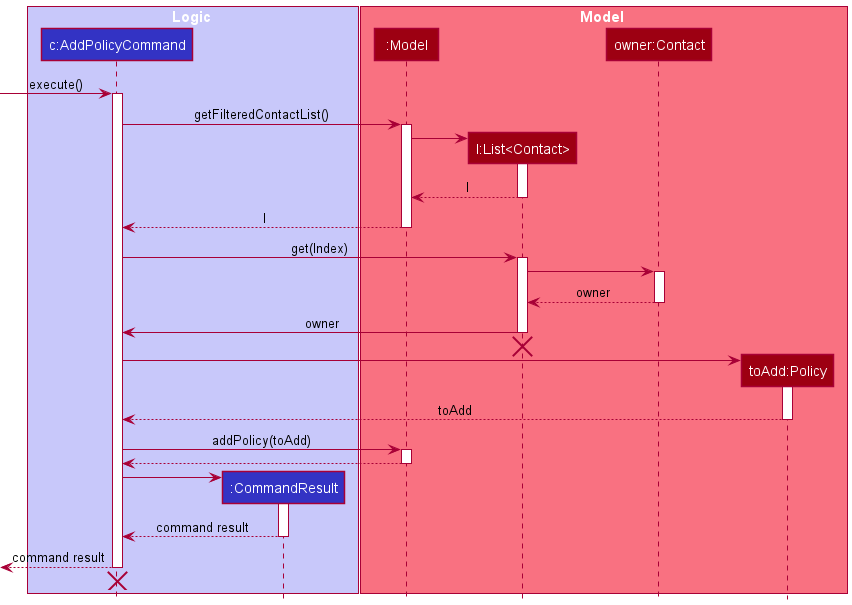 Logic
Model
c:AddPolicyCommand
:Model
owner:Contact
execute()
getFilteredContactList()
l:List<Contact>
l
l
get(Index)
owner
owner
toAdd:Policy
toAdd
addPolicy(toAdd)
:CommandResult
command result
command result